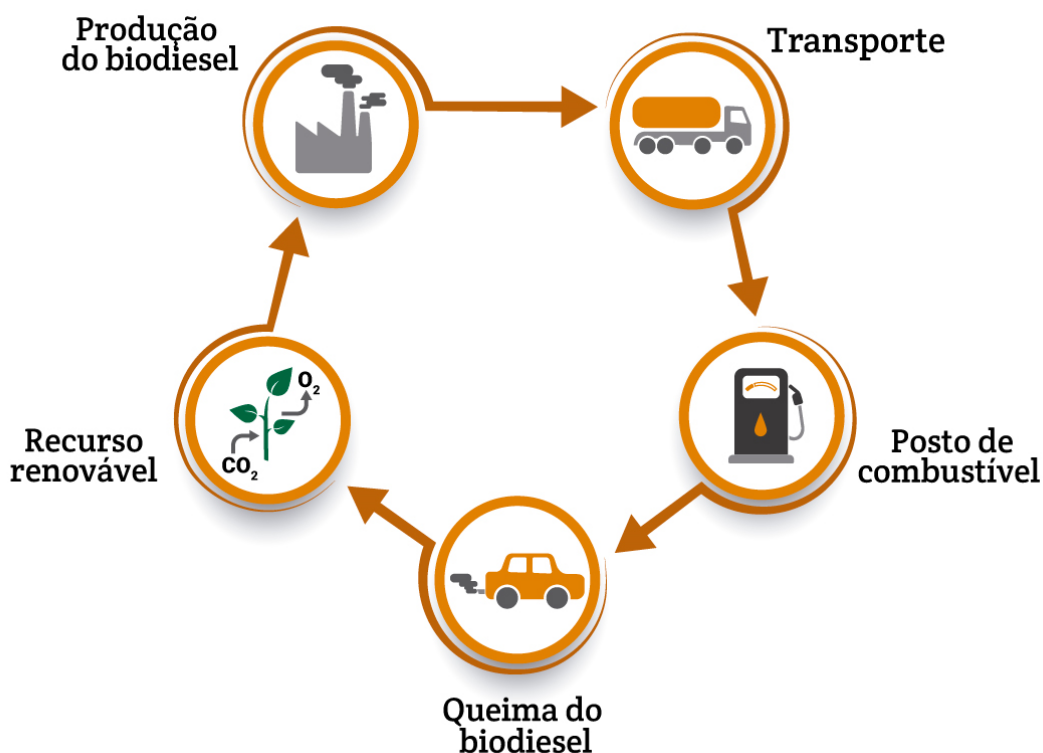 Produção
do biodiesel
Transporte
Posto de
combustível
Queima do
biodiesel
Recurso
renovável
CO₂
O₂